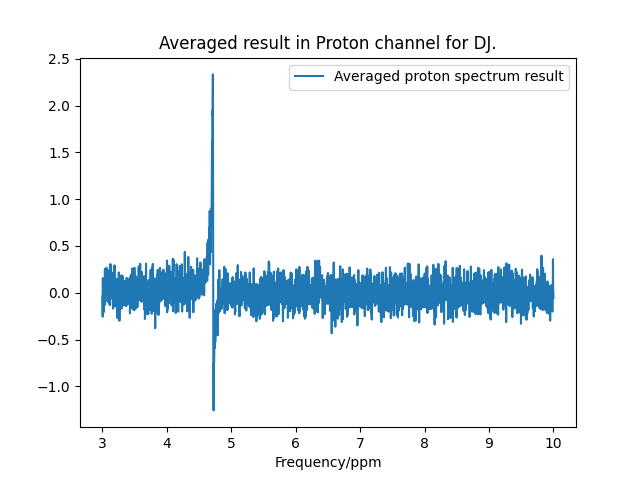 Averaged result in Proton channel for DJ.
Averaged proton spectrum result
2.5
2.0
1.5
1.0
0.5
0.0
−0.5
−1.0
3 4 5 6 7 8 9 10
Frequency/ppm